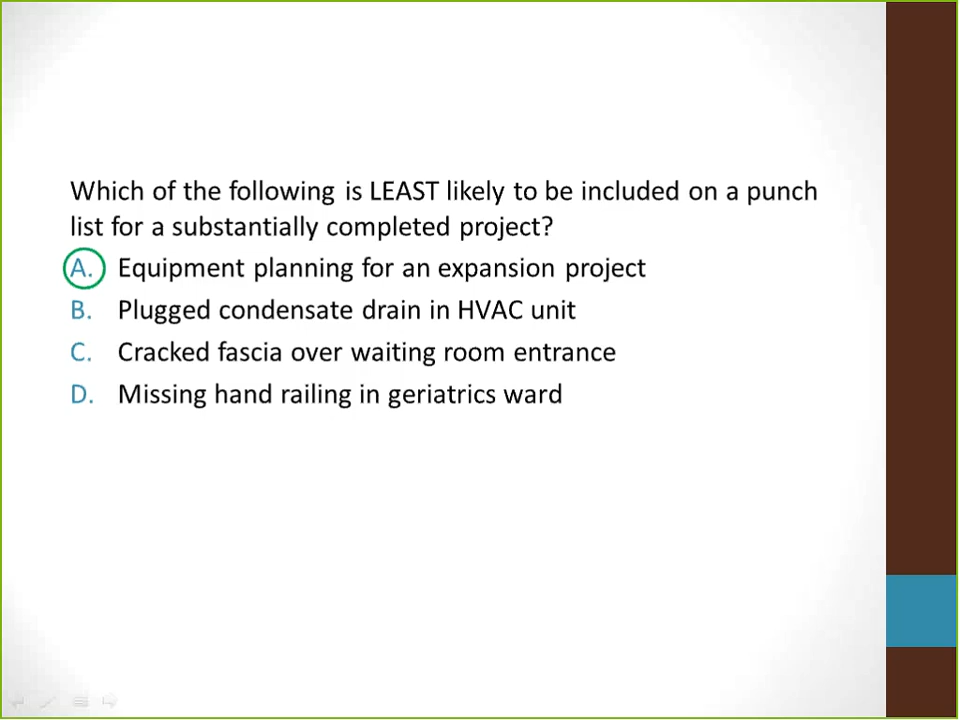 Which of the following is LEAST likely to be included on a punch
list for a substantially completed project?
A. Equipment planning for an expansion project
B. Plugged condensate drain in HVAC unit
C. Cracked fascia over waiting room entrance
D. Missing hand railing in geriatrics ward